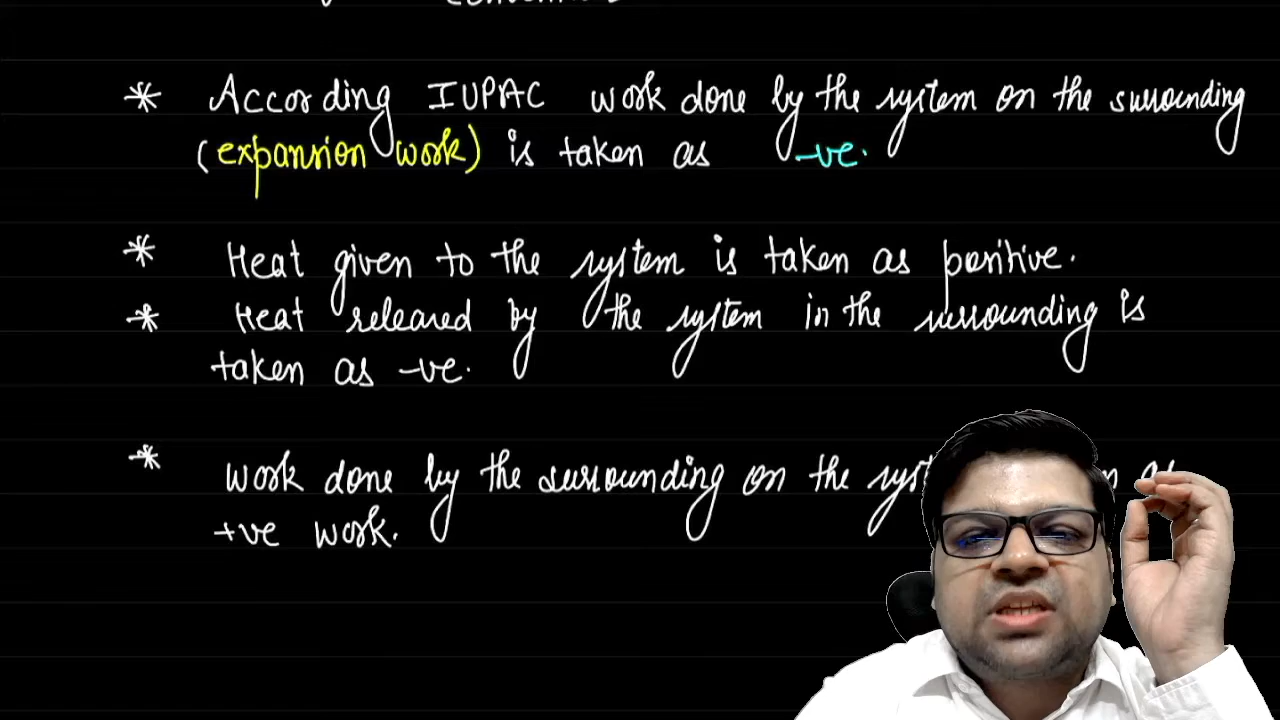 * According IUPAC work done by the system on the surrounding
(expansion work) is taken as -ve.
* Heat given to the system is taken as positive.
* Heat released by the system in the surrounding is
taken as -ve.
* work done by the surrounding on the as
+ve work.